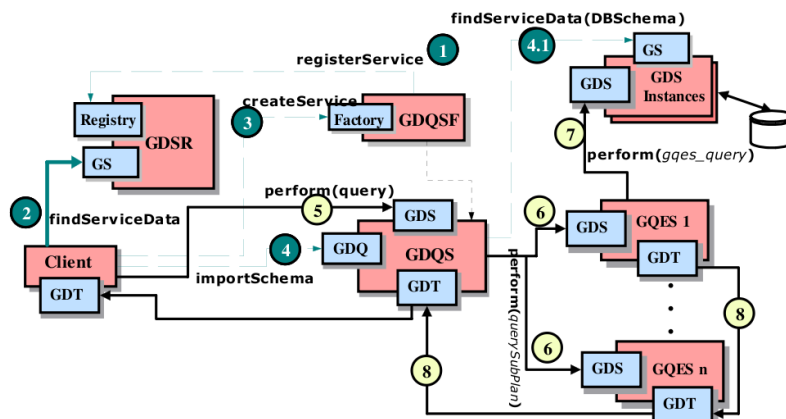 findServiceData(DBSchema)
1
4.1
registerService
GS
GDS
GDS
Instances
Registry
createService
3
Factory
GDQSF
GDSR
GS
7
perform(gqes_query)
2
findServiceData
perform(query)
5
GDS
6
GDS
GQES 1
Client
4
GDQ
GDQS
importSchema
GDT
GDT
GDT
perform(querySubPlan)
8
8
6
GDS
GQES n
GDT